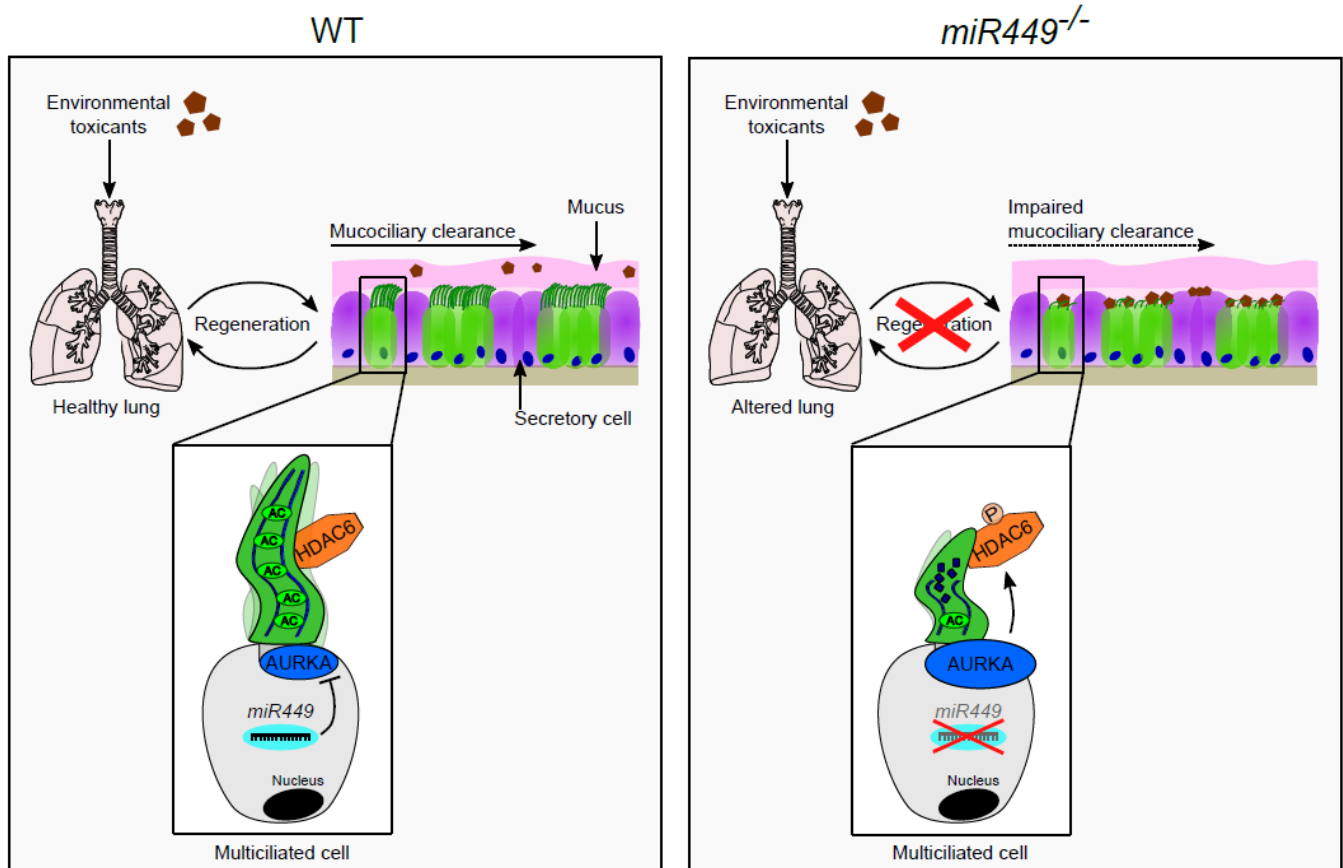 WT
Environmental
toxicants
Mucus
Mucociliary clearance
Regeneration
Healthy lung
Secretory cell
AC
HDAC6
AC
AC
AC
AC
AURKA
miR449
Nucleus
Multiciliated cell
miR449-/-
Environmental
toxicants
Impaired
mucociliary clearance
Regeneration
Altered lung
P
HDAC6
AC
AURKA
miR449
Nucleus
Multiciliated cell